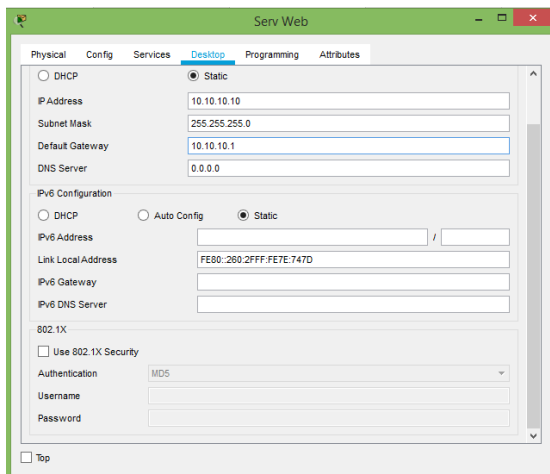 Serv Web
Physical Config Services Desktop Programming Attributes
DHCP Static
IP Address 10.10.10.10
Subnet Mask 255.255.255.0
Default Gateway 10.10.10.1
DNS Server 0.0.0.0
IPv6 Configuration
DHCP Auto Config Static
IPv6 Address /
Link Local Address FE80::260:2FFF:FE7E:747D
IPv6 Gateway
IPv6 DNS Server
802.1X
Use 802.1X Security
Authentication MD5
Username
Password
Top